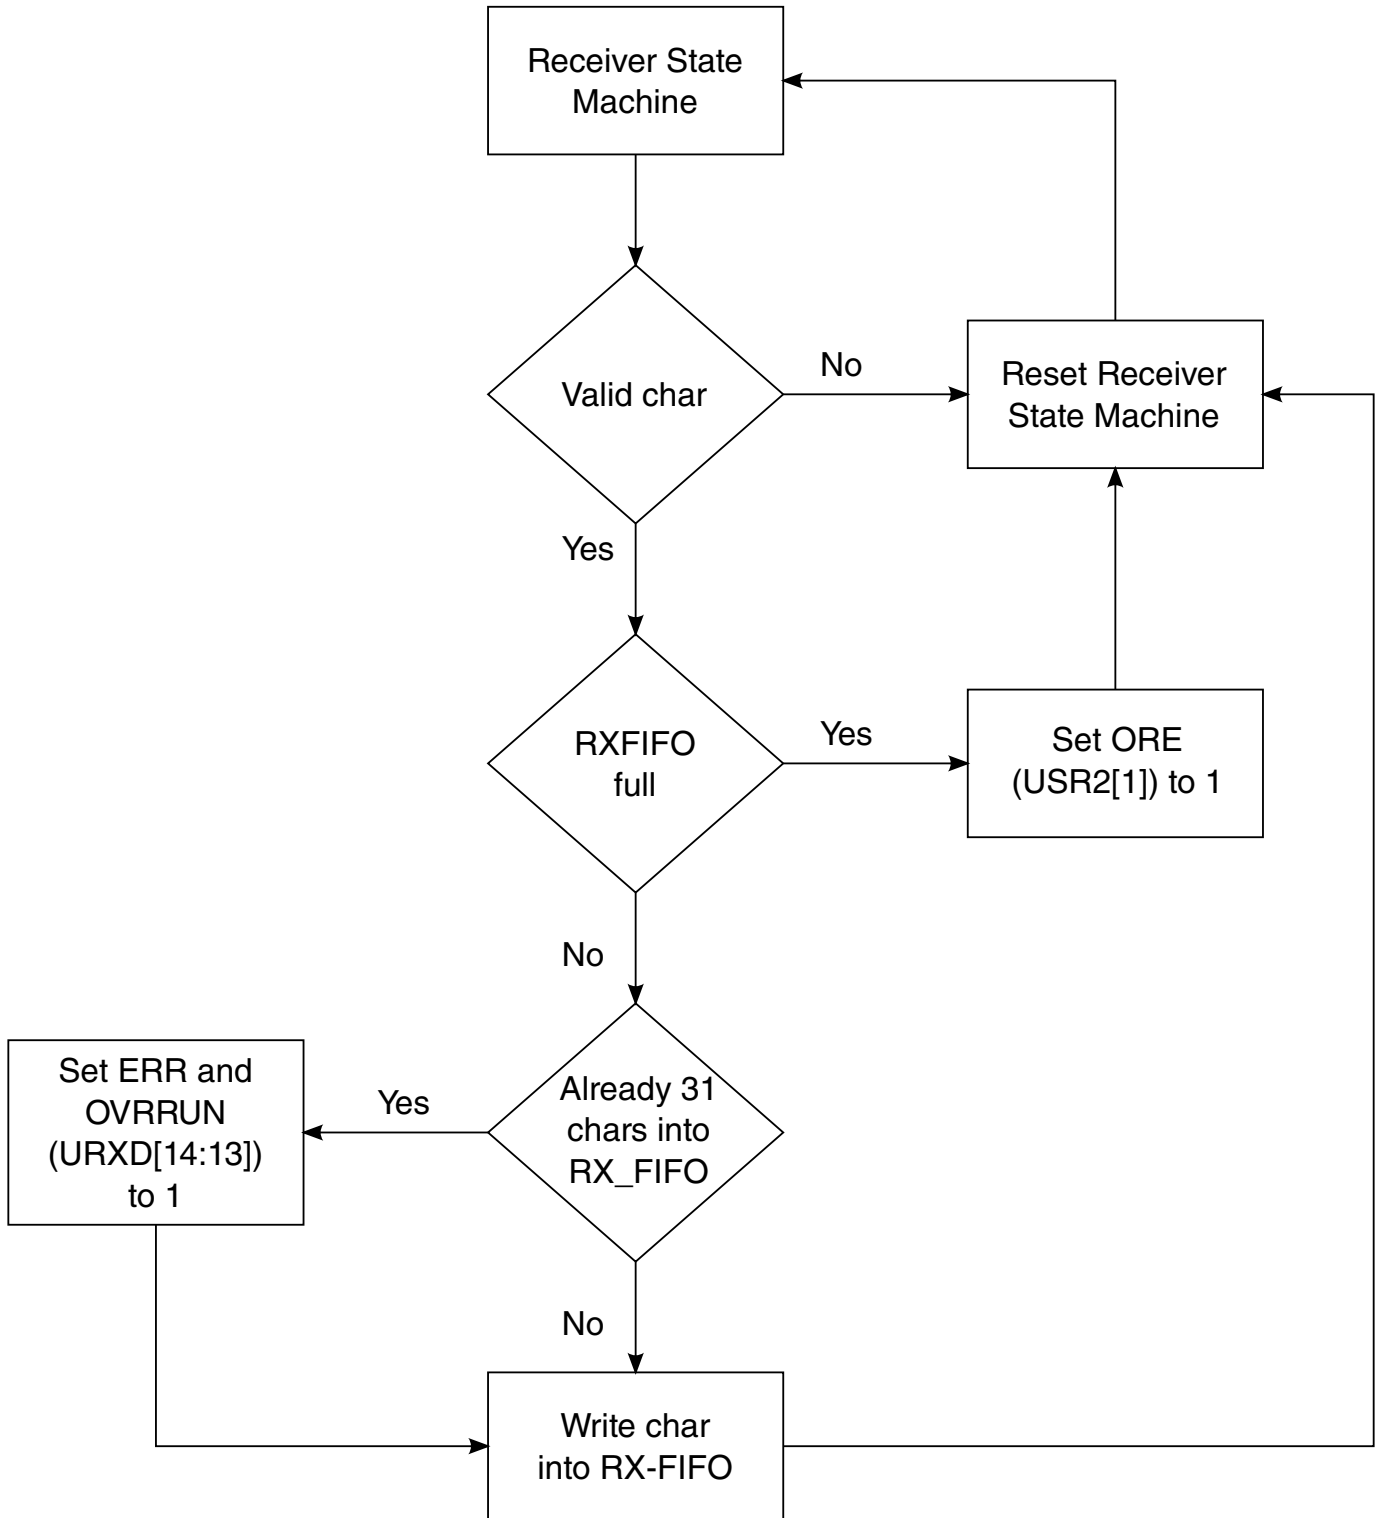 Receiver State
Machine
No
Valid char
Reset Receiver
State Machine
Yes
RXFIFO
full
Yes
Set ORE
(USR2[1]) to 1
No
Set ERR and
OVRRUN
(URXD[14:13])
to 1
Yes
Already 31
chars into
RX_FIFO
No
Write char
into RX-FIFO